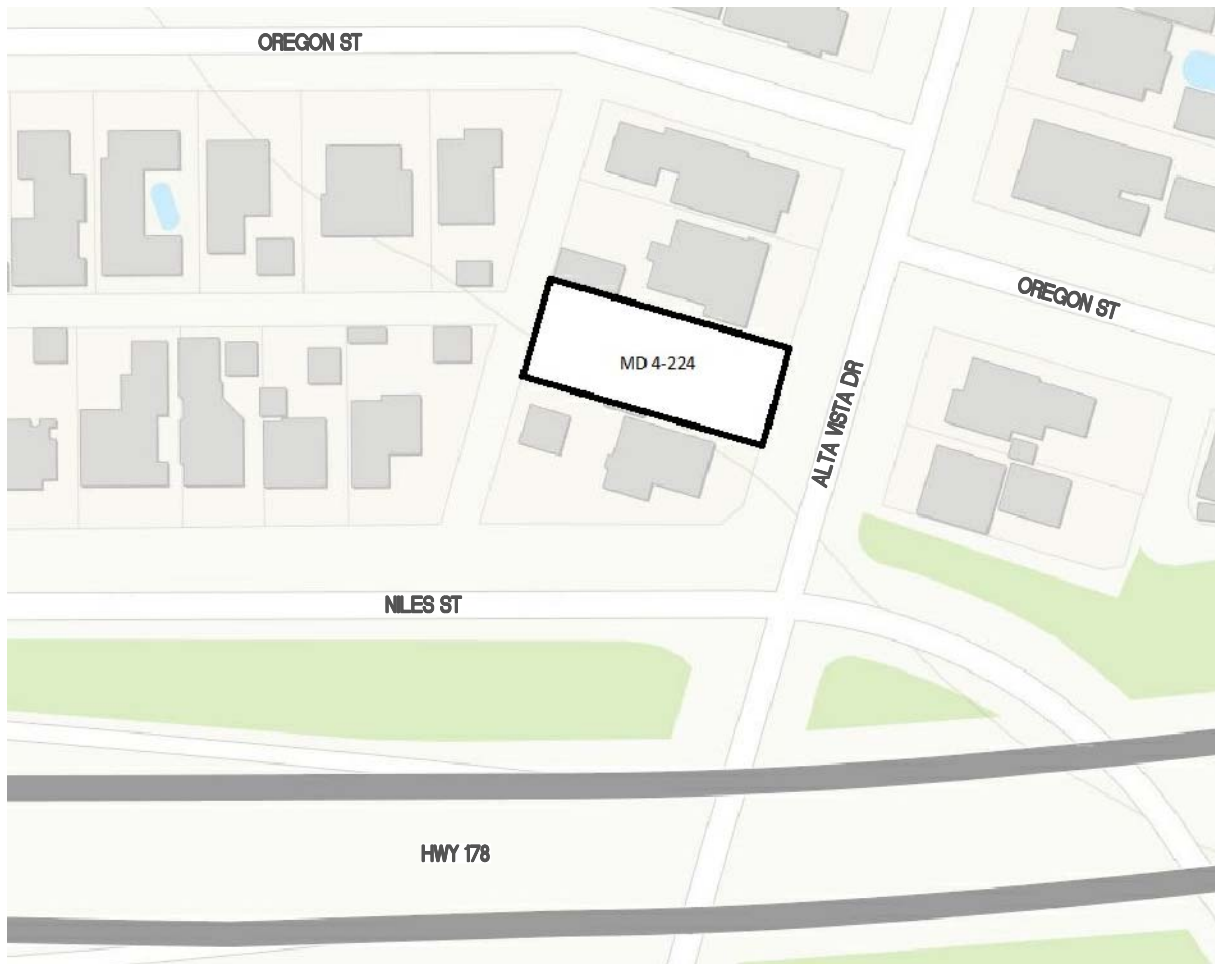 OREGON ST
OREGON ST
MD 4-224
ALTA VISTA DR
NILES ST
HWY 178